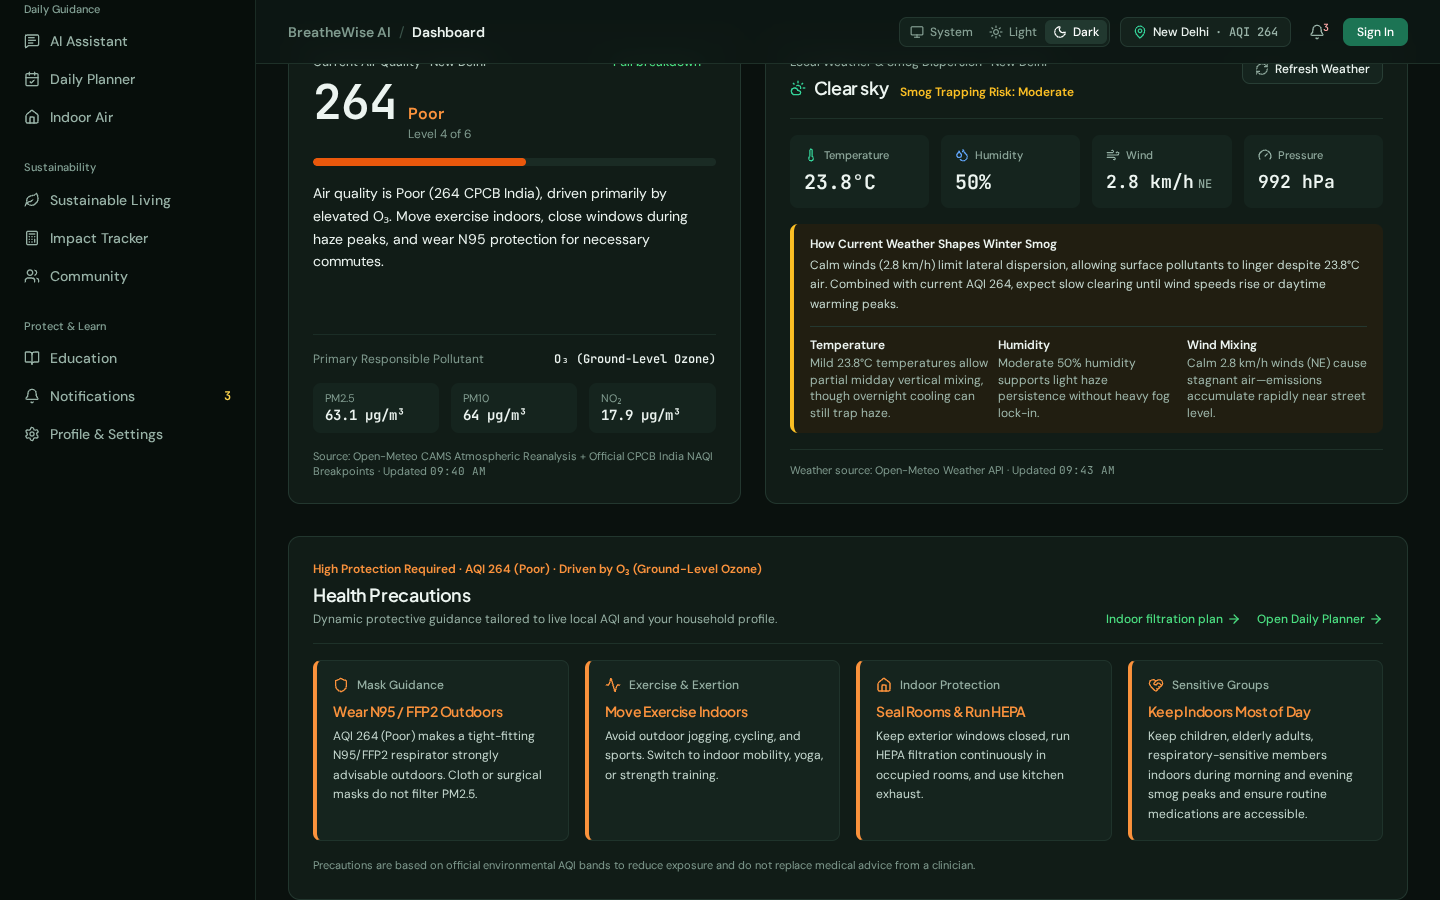 Daily Guidance
AI Assistant
Daily Planner
Indoor Air
Sustainability
Sustainable Living
Impact Tracker
Community
Protect & Learn
Education
Notifications 3
Profile & Settings
BreatheWise AI / Dashboard
System Light Dark
New Delhi · AQI 264
3
Sign In
Current Air Quality · New Delhi
Full breakdown
264
Poor
Level 4 of 6
Air quality is Poor (264 CPCB India), driven primarily by
elevated O₃. Move exercise indoors, close windows during
haze peaks, and wear N95 protection for necessary
commutes.
Primary Responsible Pollutant O₃ (Ground-Level Ozone)
PM2.5
63.1 µg/m³
PM10
64 µg/m³
NO₂
17.9 µg/m³
Source: Open-Meteo CAMS Atmospheric Reanalysis + Official CPCB India NAQI
Breakpoints · Updated 09:40 AM
Local Weather & Smog Dispersion · New Delhi
Clear sky Smog Trapping Risk: Moderate
Refresh Weather
Temperature
23.8°C
Humidity
50%
Wind
2.8 km/h NE
Pressure
992 hPa
How Current Weather Shapes Winter Smog
Calm winds (2.8 km/h) limit lateral dispersion, allowing surface pollutants to linger despite 23.8°C
air. Combined with current AQI 264, expect slow clearing until wind speeds rise or daytime
warming peaks.
Temperature
Mild 23.8°C temperatures allow
partial midday vertical mixing,
though overnight cooling can
still trap haze.
Humidity
Moderate 50% humidity
supports light haze
persistence without heavy fog
lock-in.
Wind Mixing
Calm 2.8 km/h winds (NE) cause
stagnant air—emissions
accumulate rapidly near street
level.
Weather source: Open-Meteo Weather API · Updated 09:43 AM
High Protection Required · AQI 264 (Poor) · Driven by O₃ (Ground-Level Ozone)
Health Precautions
Dynamic protective guidance tailored to live local AQI and your household profile.
Indoor filtration plan → Open Daily Planner →
Mask Guidance
Wear N95 / FFP2 Outdoors
AQI 264 (Poor) makes a tight-fitting
N95/FFP2 respirator strongly
advisable outdoors. Cloth or surgical
masks do not filter PM2.5.
Exercise & Exertion
Move Exercise Indoors
Avoid outdoor jogging, cycling, and
sports. Switch to indoor mobility, yoga,
or strength training.
Indoor Protection
Seal Rooms & Run HEPA
Keep exterior windows closed, run
HEPA filtration continuously in
occupied rooms, and use kitchen
exhaust.
Sensitive Groups
Keep Indoors Most of Day
Keep children, elderly adults,
respiratory-sensitive members
indoors during morning and evening
smog peaks and ensure routine
medications are accessible.
Precautions are based on official environmental AQI bands to reduce exposure and do not replace medical advice from a clinician.